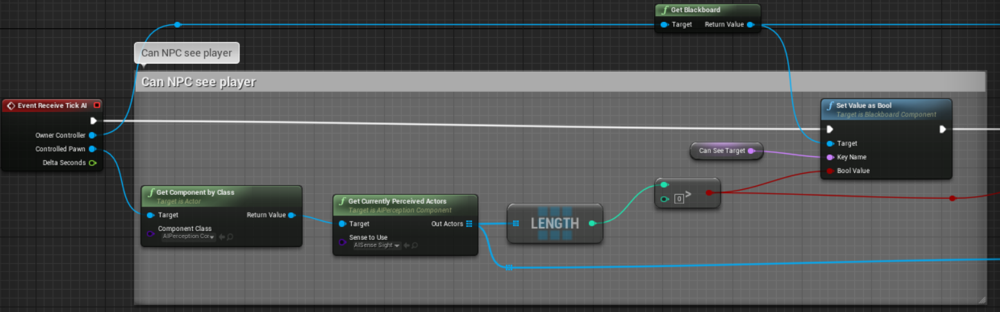 Get Blackboard
Target Return Value
Can NPC see player
Can NPC see player
Event Receive Tick AI
Owner Controller
Controlled Pawn
Delta Seconds
Set Value as Bool
Target is Blackboard Component
Target
Key Name
Bool Value
Can See Target
Get Component by Class
Target is Actor
Target Return Value
Component Class
AIPerception Cor
Get Currently Perceived Actors
Target is AIPerception Component
Target Out Actors
Sense to Use
AISense Sight
LENGTH
0 >